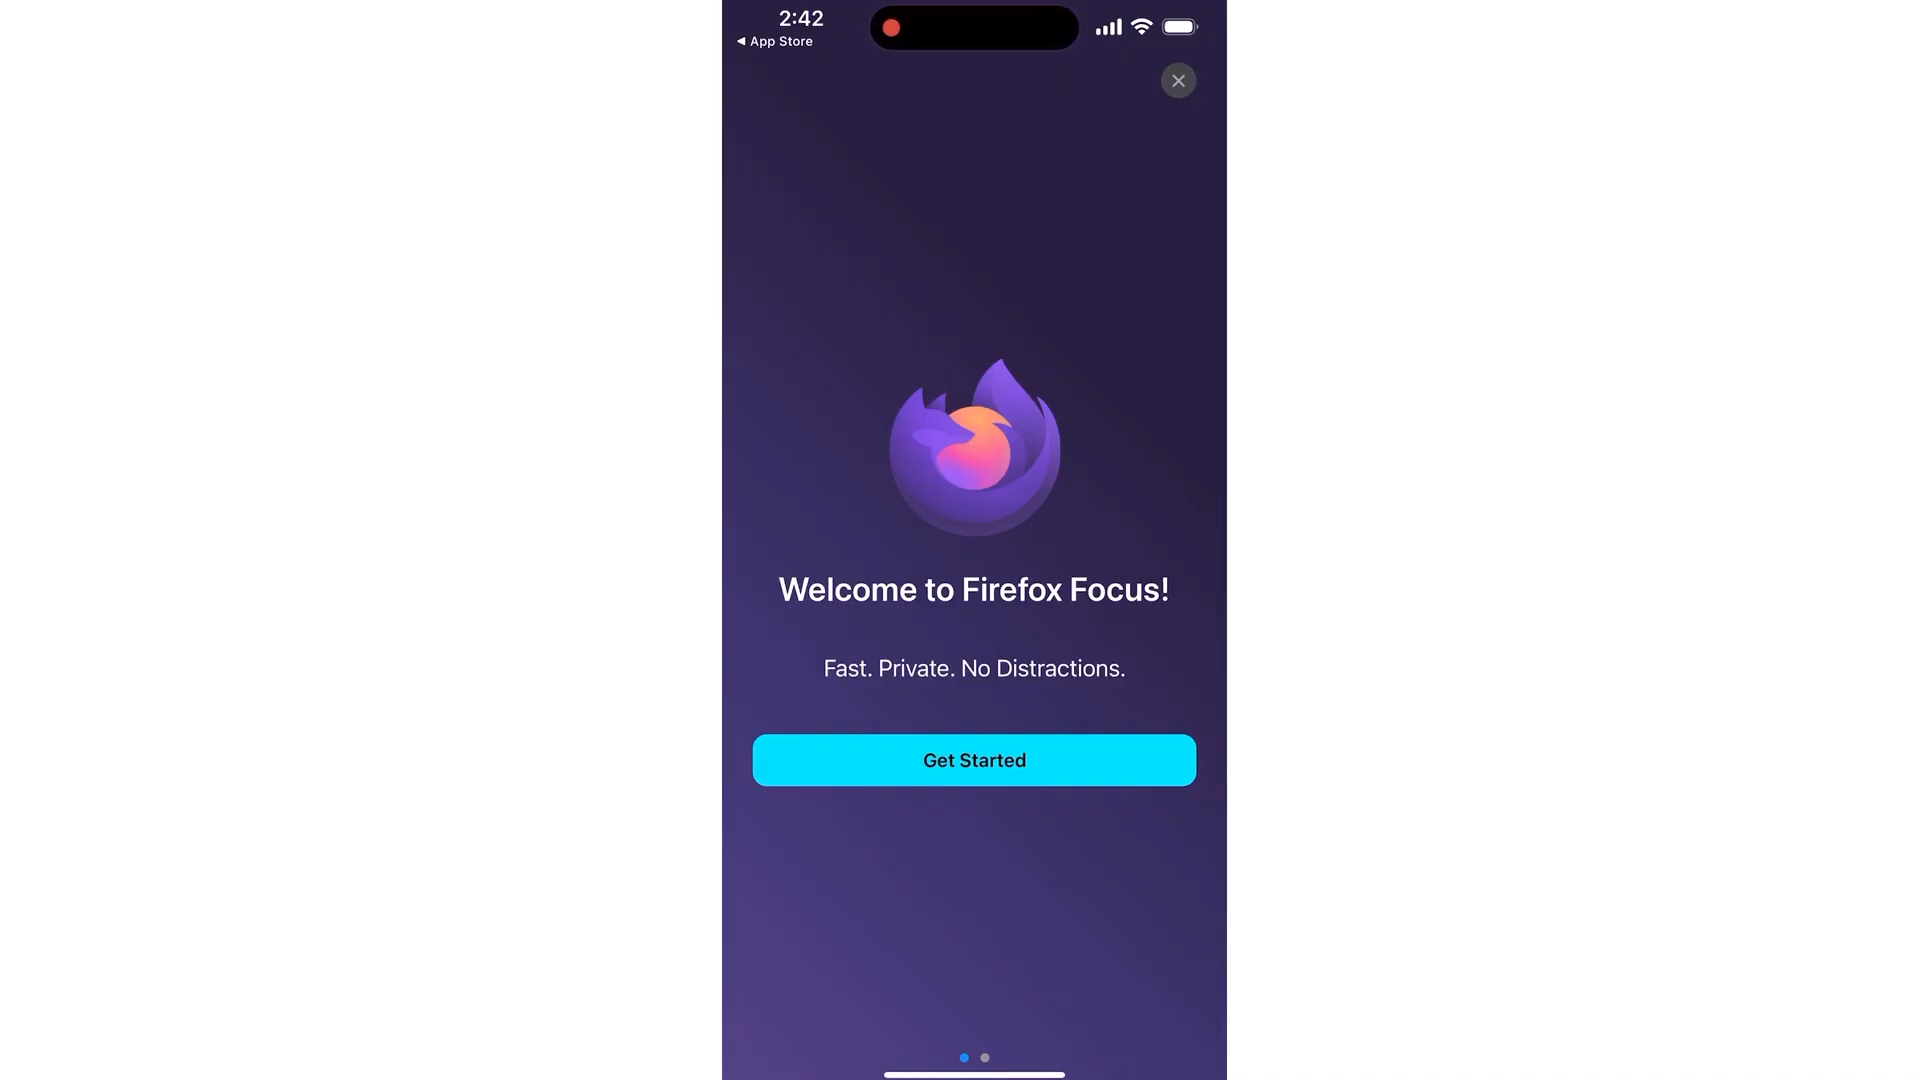 2:42
◀ App Store
Welcome to Firefox Focus!
Fast. Private. No Distractions.
Get Started